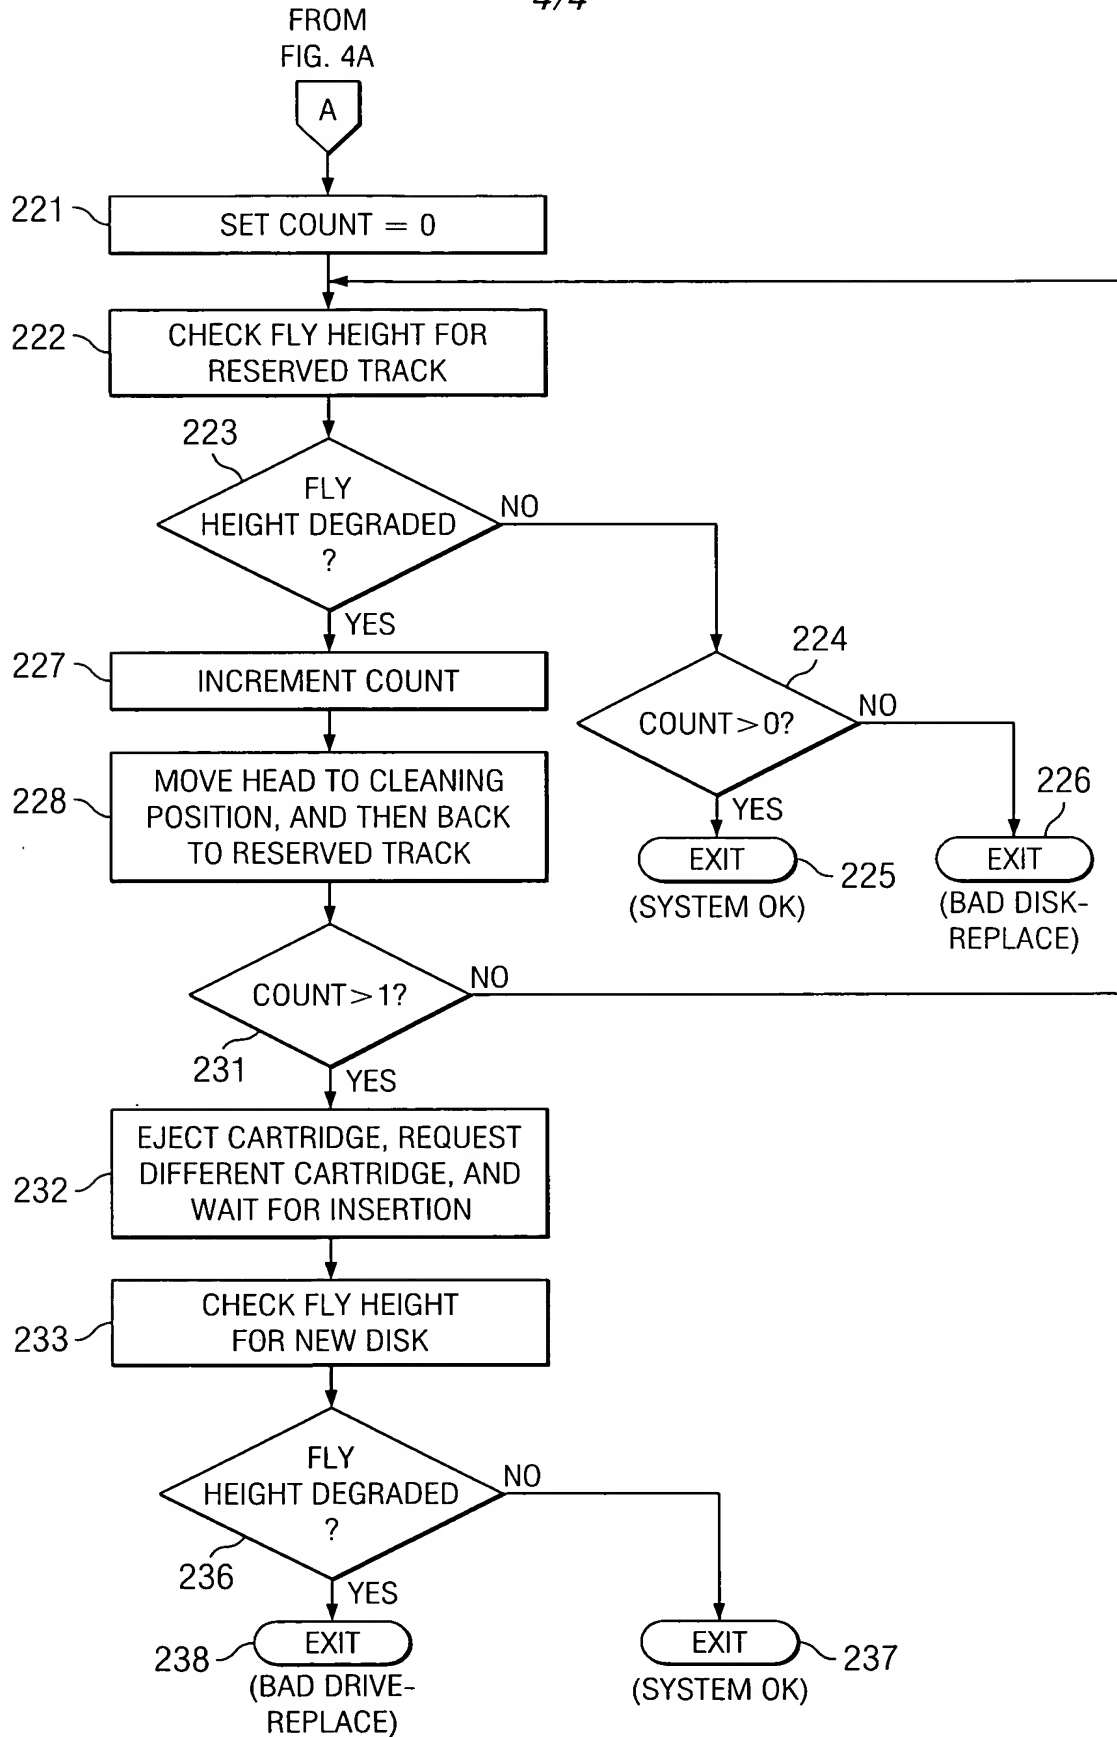 4/4
FROM
FIG. 4A
A
221
SET COUNT = 0
222
CHECK FLY HEIGHT FOR
RESERVED TRACK
223
FLY
HEIGHT DEGRADED
?
NO
YES
224
COUNT>0?
NO
YES
227
INCREMENT COUNT
228
MOVE HEAD TO CLEANING
POSITION, AND THEN BACK
TO RESERVED TRACK
EXIT
225
(SYSTEM OK)
226
EXIT
(BAD DISK-
REPLACE)
COUNT>1?
NO
231
YES
232
EJECT CARTRIDGE, REQUEST
DIFFERENT CARTRIDGE, AND
WAIT FOR INSERTION
233
CHECK FLY HEIGHT
FOR NEW DISK
FLY
HEIGHT DEGRADED
?
NO
236
YES
238
EXIT
(BAD DRIVE-
REPLACE)
EXIT
237
(SYSTEM OK)